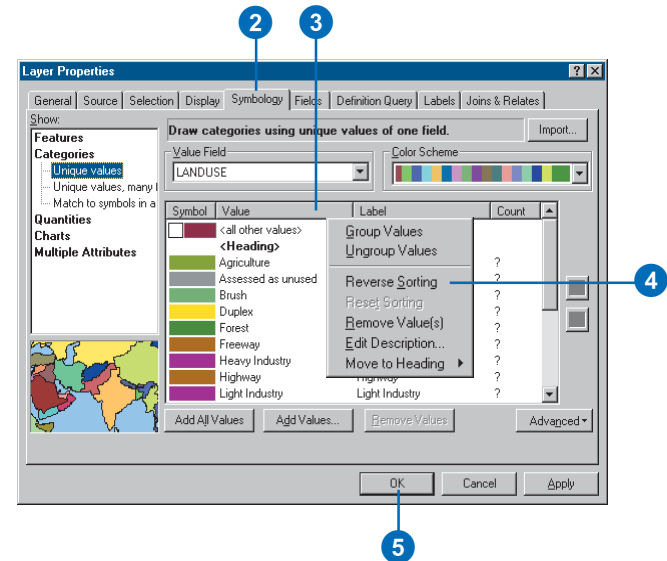 2 3
Layer Properties
General Source Selection Display Symbology Fields Definition Query Labels Joins & Relates
Show:
Features
Categories
Unique values
Unique values, many f
Match to symbols in a
Quantities
Charts
Multiple Attributes
Draw categories using unique values of one field.
Import...
Value Field
LANDUSE
Color Scheme
Symbol Value Label Count
<all other values>
<Heading>
Agriculture ?
Assessed as unused ?
Brush ?
Duplex ?
Forest ?
Freeway ?
Heavy Industry ?
Highway Highway ?
Light Industry Light Industry ?
Group Values
Ungroup Values
Reverse Sorting
Reset Sorting
Remove Value(s)
Edit Description...
Move to Heading
4
Add All Values Add Values... Remove Values Advanced
OK Cancel Apply
5